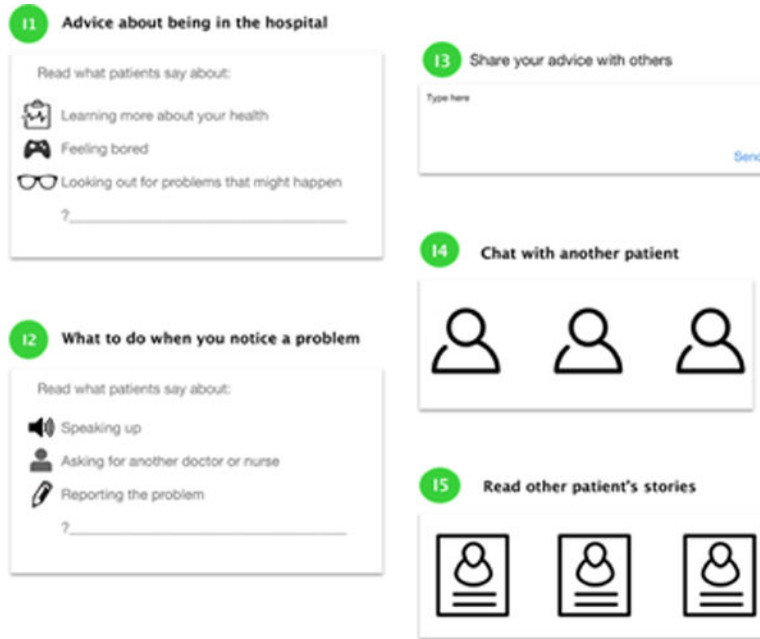 I1 Advice about being in the hospital
Read what patients say about:
Learning more about your health
Feeling bored
Looking out for problems that might happen
?
I2 What to do when you notice a problem
Read what patients say about:
Speaking up
Asking for another doctor or nurse
Reporting the problem
?
I3 Share your advice with others
Type here
Send
I4 Chat with another patient
I5 Read other patient's stories